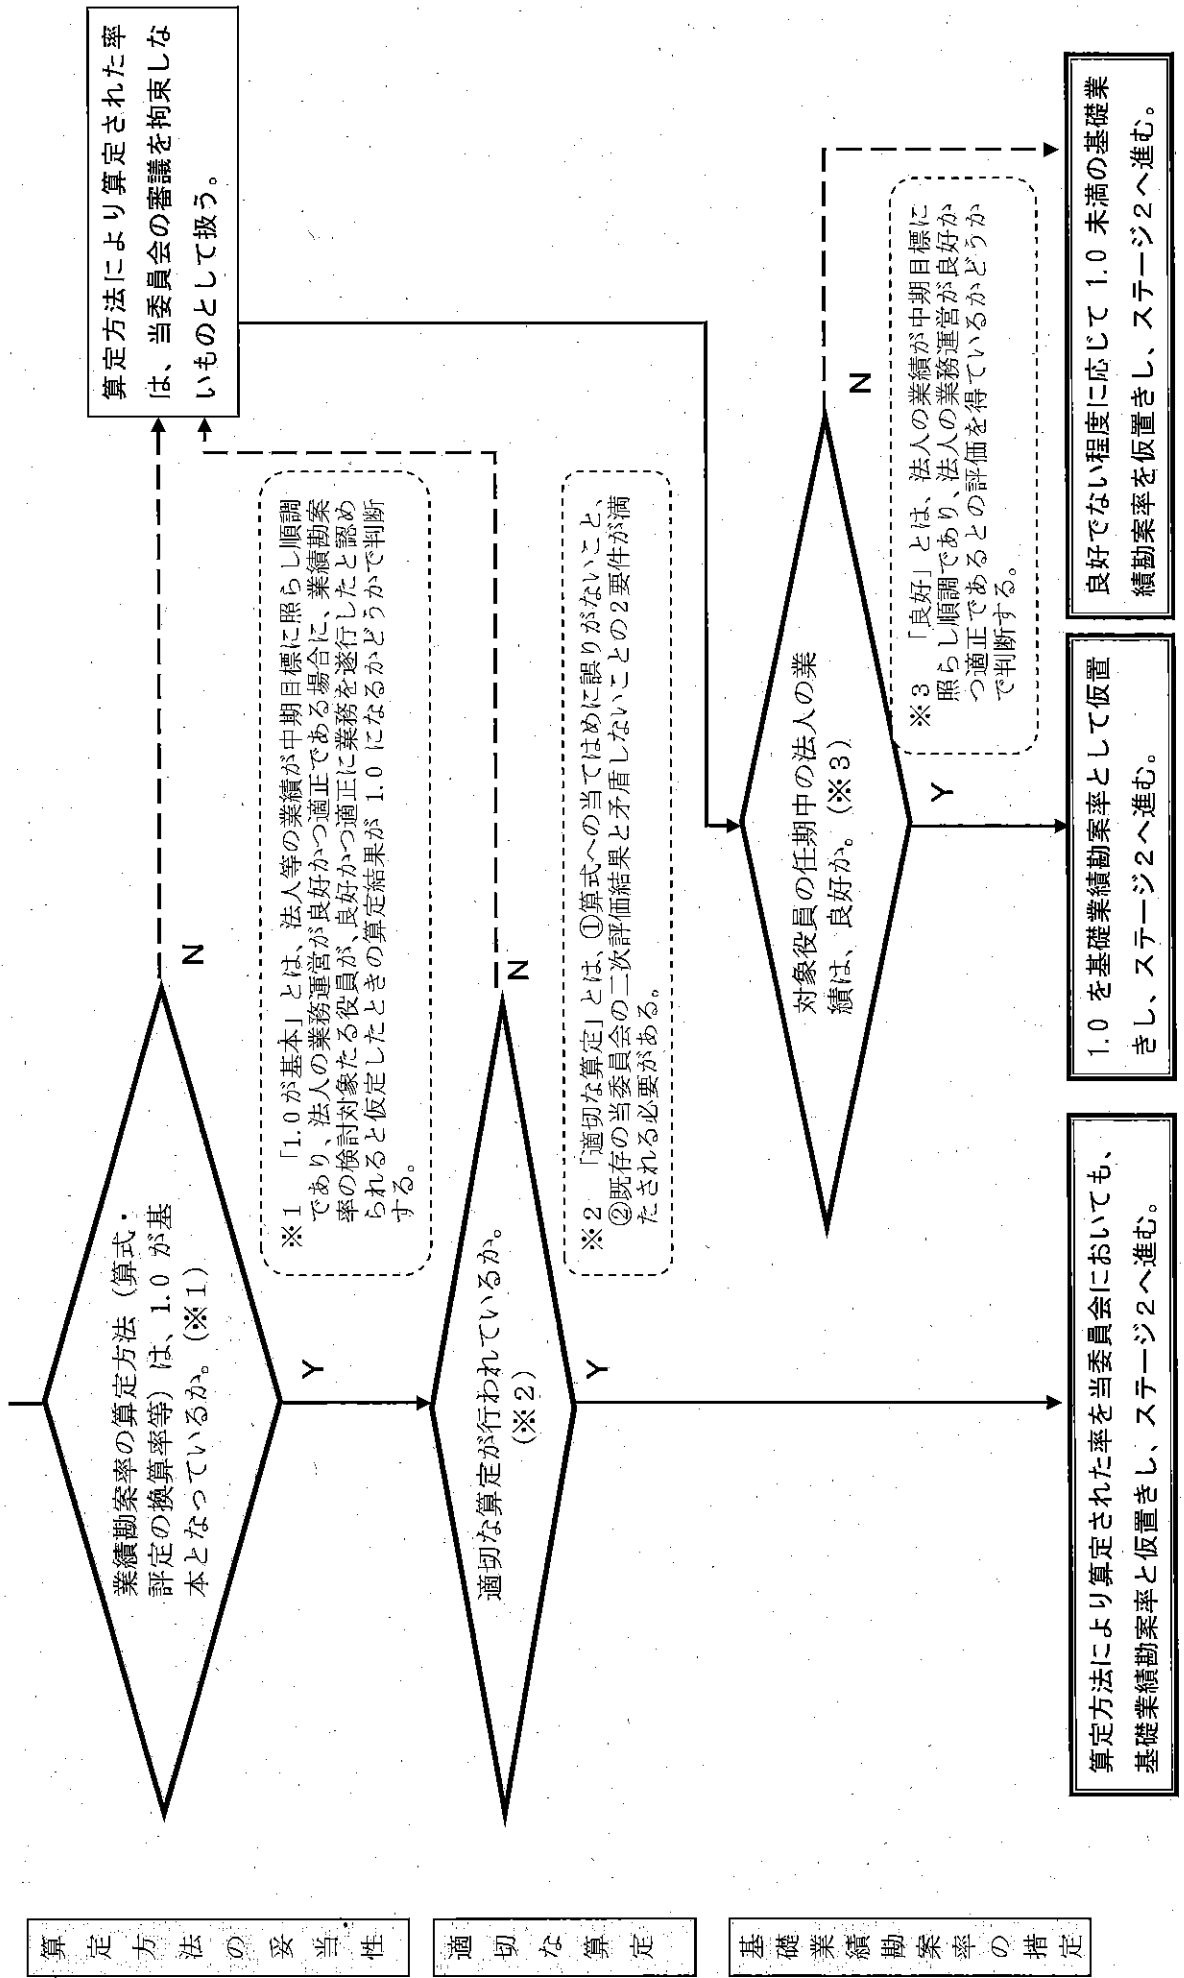 算定方法の妥当性
業績勘案率の算定方法（算式・
評定の換算率等）は、1.0 が基
本となっているか。（※１）
N
算定方法により算定された率
は、当委員会の審議を拘束しな
いものとして扱う。
Y
※１　「1.0 が基本」とは、法人等の業績が中期目標に照らし順調
であり、法人の業務運営が良好かつ適正である場合に、業績勘案
率の検討対象たる役員が、良好かつ適正に業務を遂行したと認め
られると仮定したときの算定結果が 1.0 になるかどうかで判断
する。
適切な算定
適切な算定が行われているか。
（※２）
N
Y
※２　「適切な算定」とは、①算式への当てはめに誤りがないこと、
②既存の当委員会の二次評価結果と矛盾しないことの２要件が満
たされる必要がある。
基礎業績勘案率の措定
対象役員の任期中の法人の業
績は、良好か。（※３）
N
Y
※３　「良好」とは、法人の業績が中期目標に
照らし順調であり、法人の業務運営が良好か
つ適正であるとの評価を得ているかどうか
で判断する。
算定方法により算定された率を当委員会においても、
基礎業績勘案率と仮置きし、ステージ２へ進む。
1.0 を基礎業績勘案率として仮置
きし、ステージ２へ進む。
良好でない程度に応じて 1.0 未満の基礎業
績勘案率を仮置きし、ステージ２へ進む。